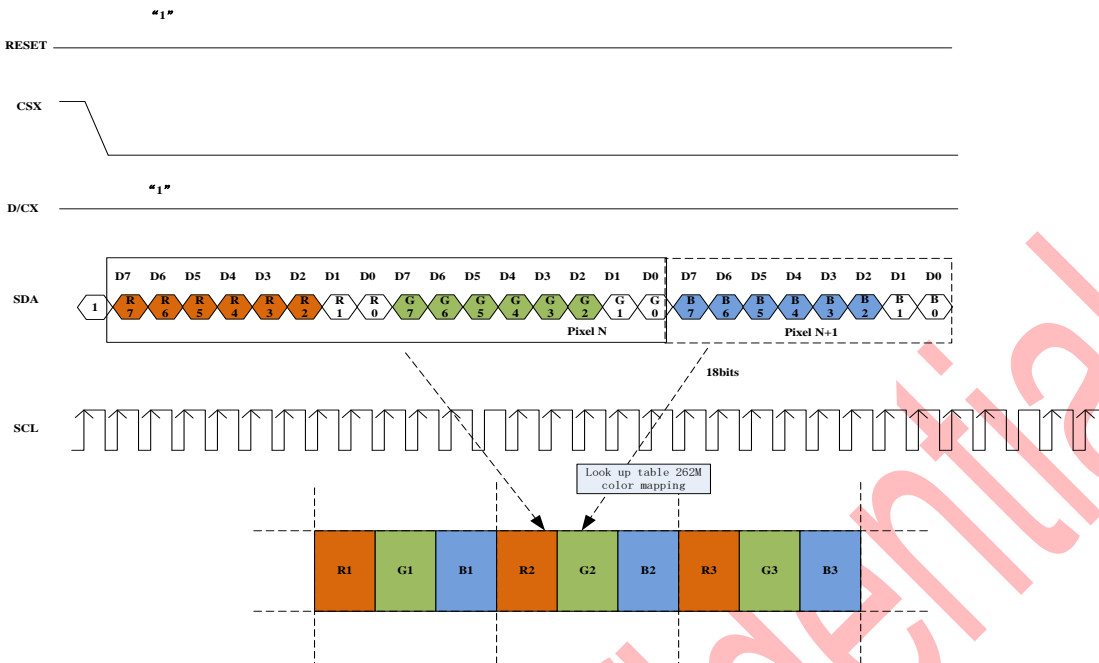 “1”
RESET
CSX
“1”
D/CX
D7 D6 D5 D4 D3 D2 D1 D0 D7 D6 D5 D4 D3 D2 D1 D0 D7 D6 D5 D4 D3 D2 D1 D0
SDA
1 R7 R6 R5 R4 R3 R2 R1 R0 G7 G6 G5 G4 G3 G2 G1 G0 B7 B6 B5 B4 B3 B2 B1 B0
Pixel N Pixel N+1
18bits
SCL
Look up table 262M
color mapping
R1 G1 B1 R2 G2 B2 R3 G3 B3